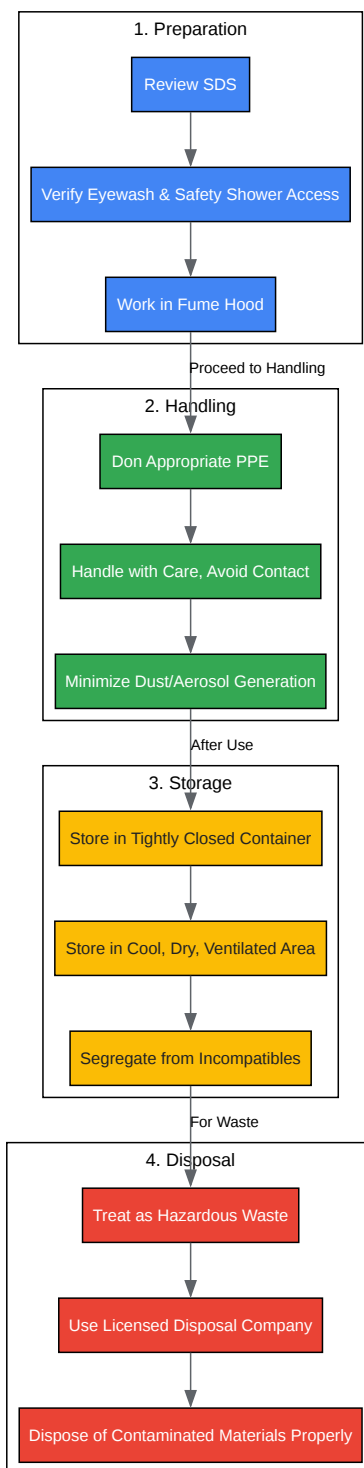 1. Preparation
Review SDS
Verify Eyewash & Safety Shower Access
Work in Fume Hood
Proceed to Handling
2. Handling
Don Appropriate PPE
Handle with Care, Avoid Contact
Minimize Dust/Aerosol Generation
After Use
3. Storage
Store in Tightly Closed Container
Store in Cool, Dry, Ventilated Area
Segregate from Incompatibles
For Waste
4. Disposal
Treat as Hazardous Waste
Use Licensed Disposal Company
Dispose of Contaminated Materials Properly